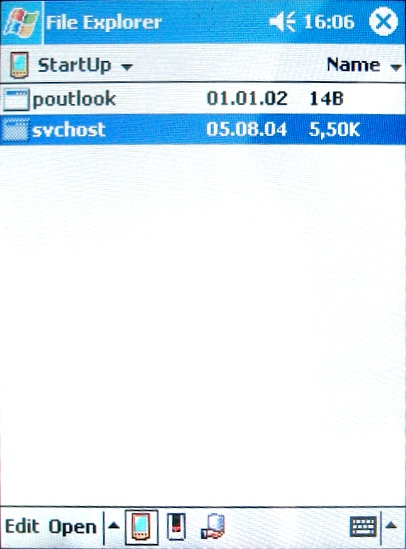 File Explorer 16:06
StartUp Name
poutlook 01.01.02 14B
svchost 05.08.04 5,50K
Edit Open